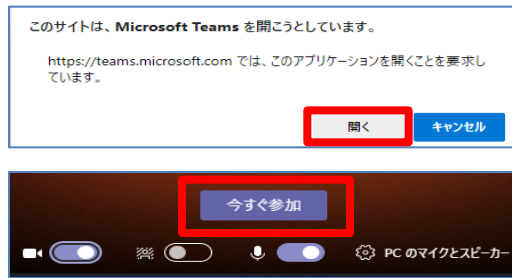 このサイトは、Microsoft Teams を開こうとしています。
https://teams.microsoft.com では、このアプリケーションを開くことを要求し
ています。
開く
キャンセル
今すぐ参加
PC のマイクとスピーカー